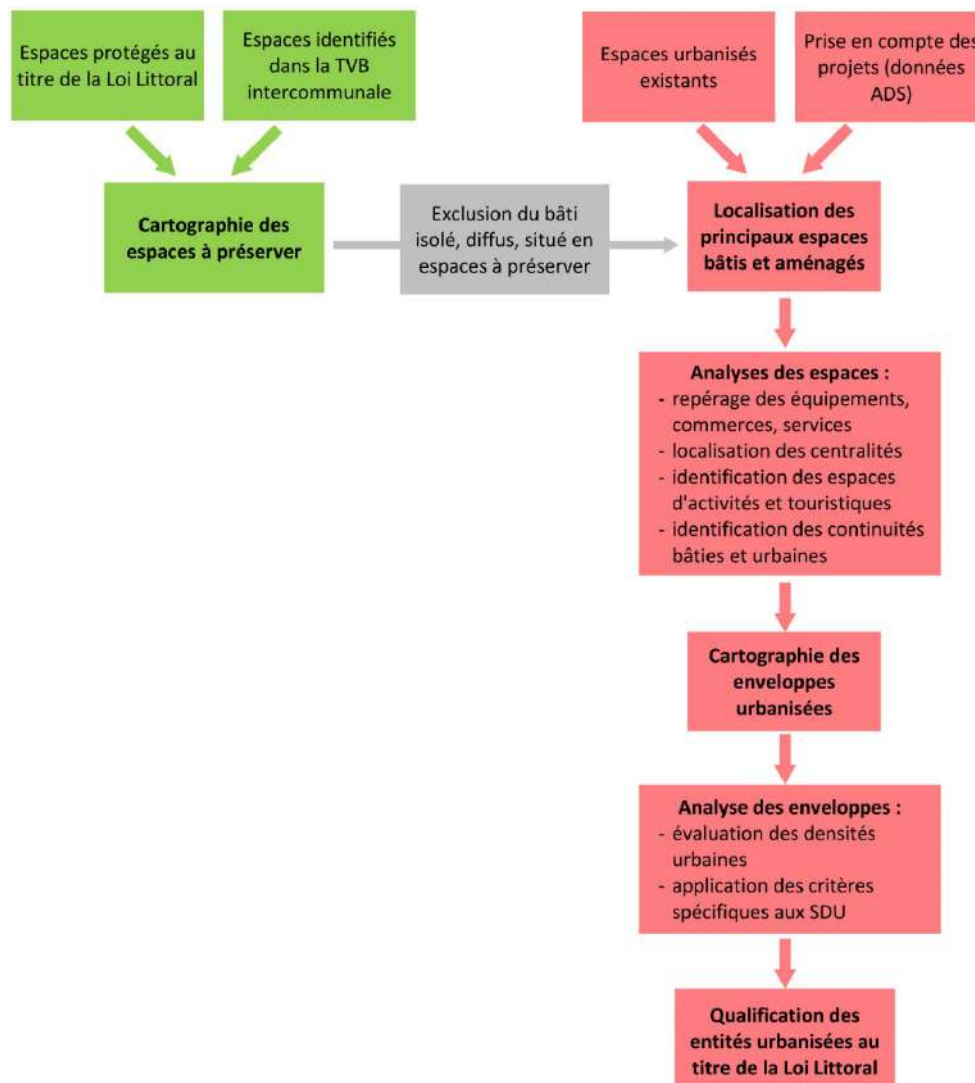 Espaces protégés au
titre de la Loi Littoral
Espaces identifiés
dans la TVB
intercommunale
Espaces urbanisés
existants
Prise en compte des
projets (données
ADS)
Cartographie des
espaces à préserver
Exclusion du bâti
isolé, diffus, situé en
espaces à préserver
Localisation des
principaux espaces
bâtis et aménagés
Analyses des espaces :
- repérage des équipements,
commerces, services
- localisation des centralités
- identification des espaces
d'activités et touristiques
- identification des continuités
bâties et urbaines
Cartographie des
enveloppes
urbanisées
Analyse des enveloppes :
- évaluation des densités
urbaines
- application des critères
spécifiques aux SDU
Qualification des
entités urbanisées au
titre de la Loi Littoral